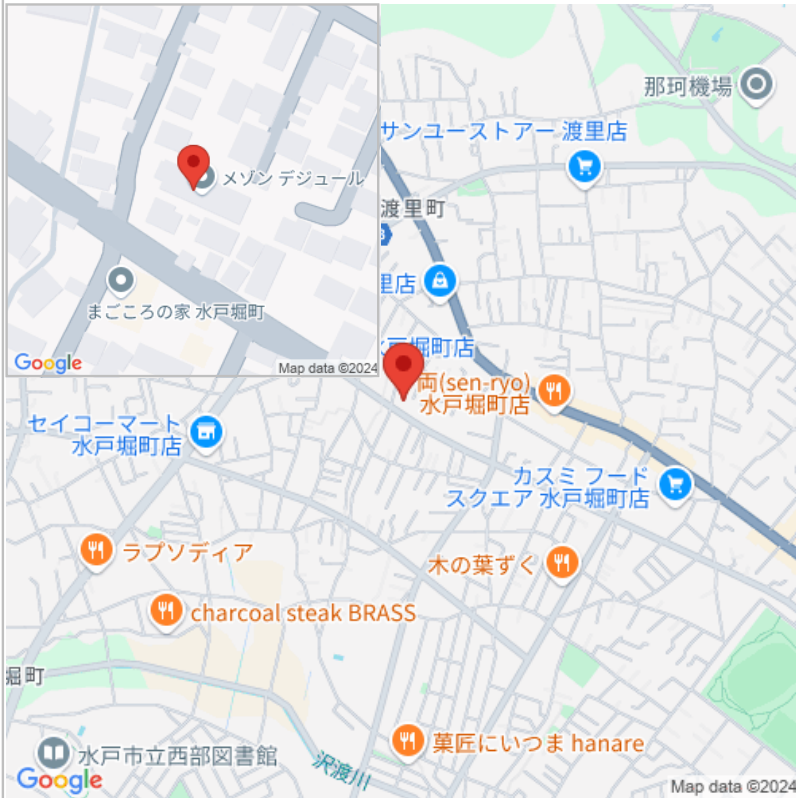 メゾン デジュール
まごころの家 水戸堀町
Google
Map data ©2024
那珂機場
サンユーストアー 渡里店
渡里町
里店
戸堀町店
両(sen-ryo)
水戸堀町店
セイコーマート
水戸堀町店
カスミ フード
スクエア 水戸堀町店
ラプソディア
木の葉ずく
charcoal steak BRASS
堀町
菓匠にいつま hanare
水戸市立西部図書館
沢渡川
Google
Map data ©2024